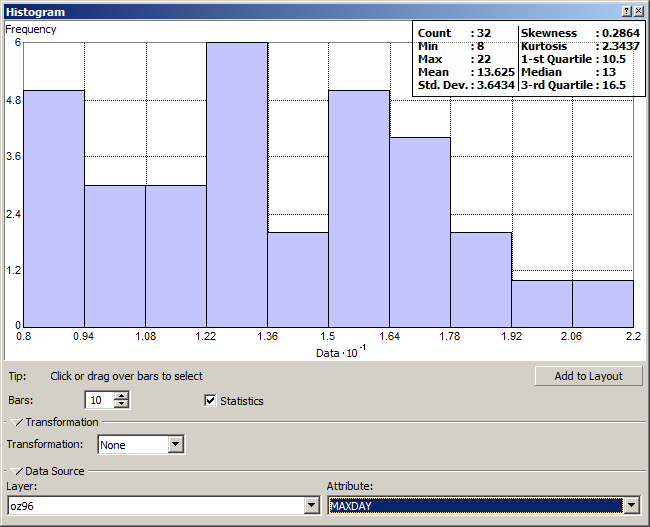 Histogram
Frequency
Count : 32 Skewness : 0.2864
Min : 8 Kurtosis : 2.3437
Max : 22 1-st Quartile : 10.5
Mean : 13.625 Median : 13
Std. Dev. : 3.6434 3-rd Quartile : 16.5
6
4.8
3.6
2.4
1.2
0
0.8 0.94 1.08 1.22 1.36 1.5 1.64 1.78 1.92 2.06 2.2
Data · 10⁻¹
Tip: Click or drag over bars to select
Add to Layout
Bars: 10 Statistics
Transformation
Transformation: None
Data Source
Layer: Attribute:
oz96 MAXDAY